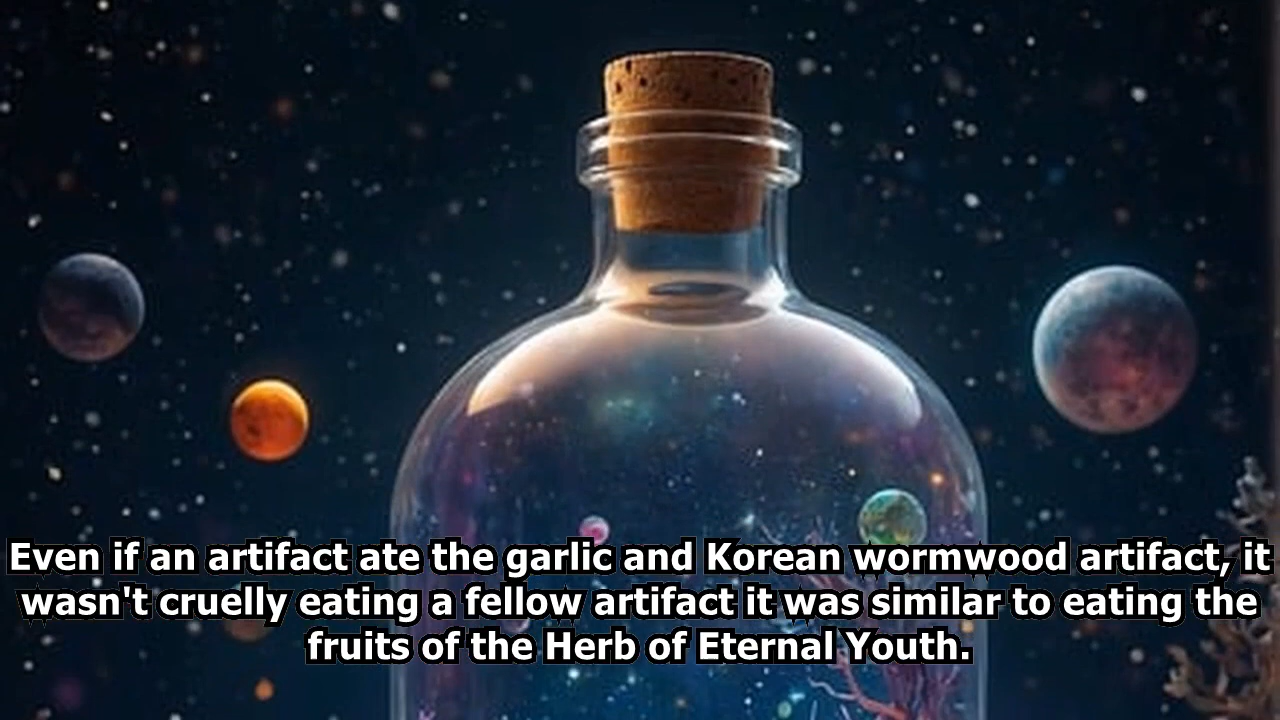 Even if an artifact ate the garlic and Korean wormwood artifact, it
wasn't cruelly eating a fellow artifact it was similar to eating the
fruits of the Herb of Eternal Youth.